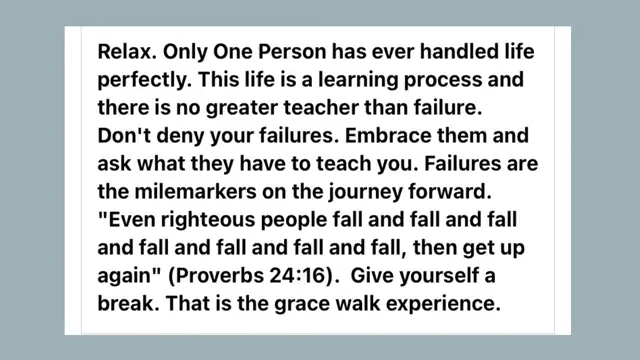 Relax. Only One Person has ever handled life
perfectly. This life is a learning process and
there is no greater teacher than failure.
Don't deny your failures. Embrace them and
ask what they have to teach you. Failures are
the milemarkers on the journey forward.
"Even righteous people fall and fall and fall
and fall and fall and fall and fall, then get up
again" (Proverbs 24:16).  Give yourself a
break. That is the grace walk experience.